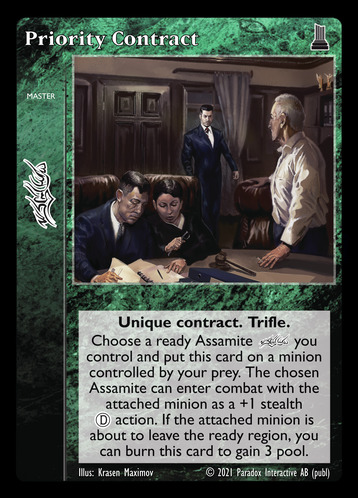 Priority Contract
MASTER
Unique contract. Trifle.
Choose a ready Assamite you
control and put this card on a minion
controlled by your prey. The chosen
Assamite can enter combat with the
attached minion as a +1 stealth
D action. If the attached minion is
about to leave the ready region, you
can burn this card to gain 3 pool.
Illus: Krasen Maximov © 2021 Paradox Interactive AB (publ)